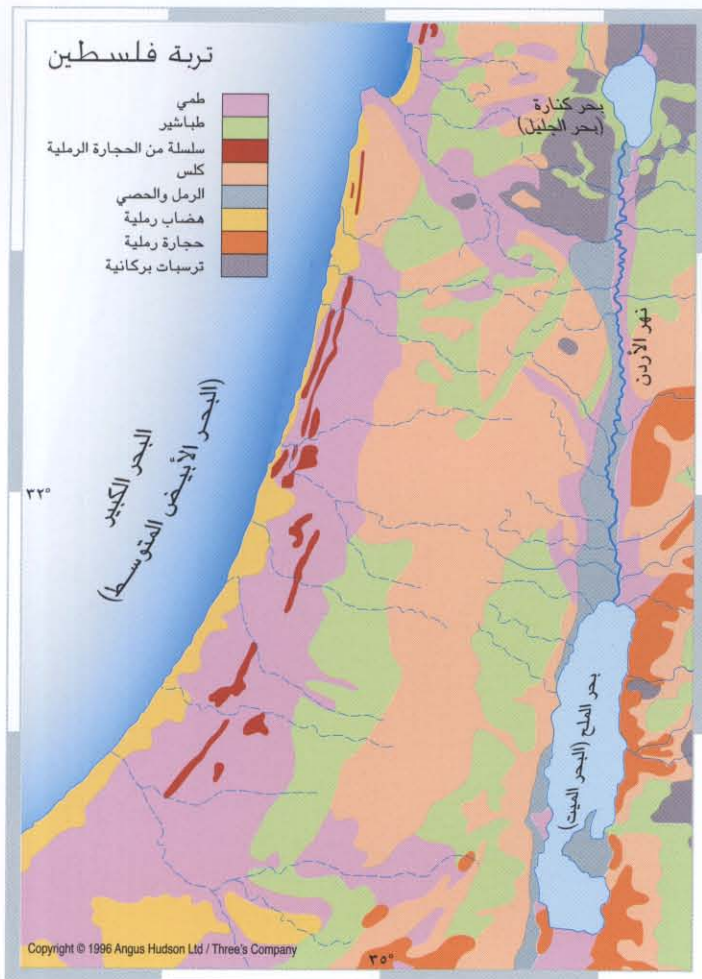 تربة فلسطين
طمي
طباشير
سلسلة من الحجارة الرملية
كلس
الرمل والحصي
هضاب رملية
حجارة رملية
ترسبات بركانية
بحر كنارة
(بحر الجليل)
نهر الأردن
البحر الكبير
(البحر الأبيض المتوسط)
٣٢°
بحر الملح (البحر الميت)
٣٥°
Copyright © 1996 Angus Hudson Ltd / Three's Company